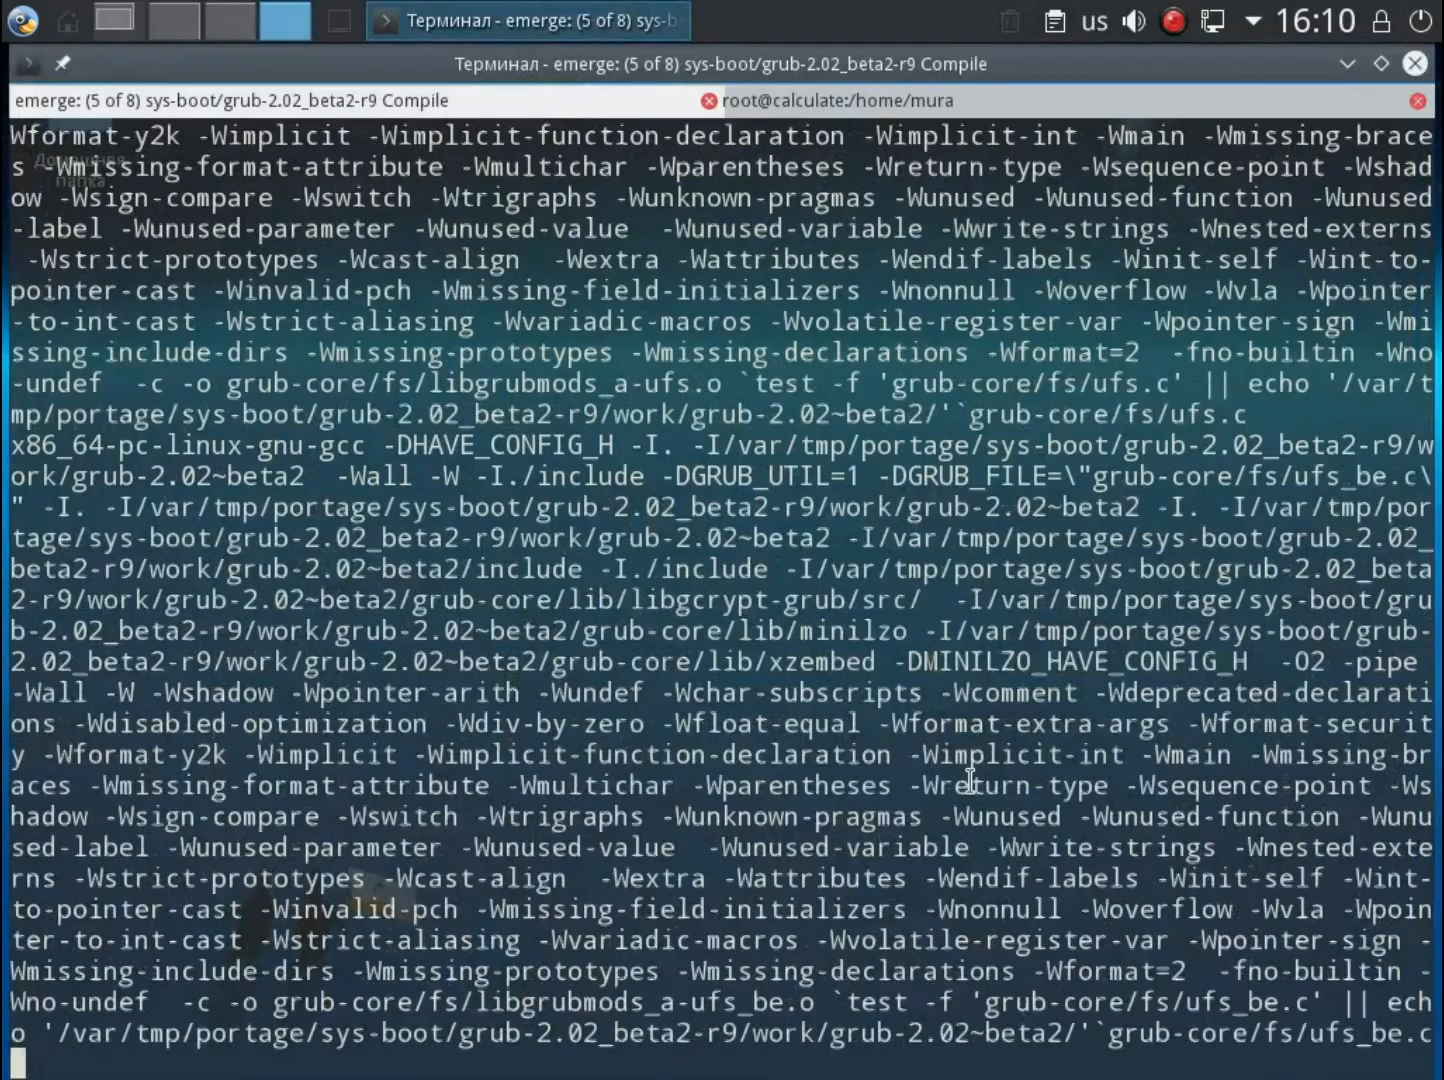 Терминал - emerge: (5 of 8) sys-b
us
16:10
Терминал - emerge: (5 of 8) sys-boot/grub-2.02_beta2-r9 Compile
emerge: (5 of 8) sys-boot/grub-2.02_beta2-r9 Compile
root@calculate:/home/mura
Домашняя
папка
Wformat-y2k -Wimplicit -Wimplicit-function-declaration -Wimplicit-int -Wmain -Wmissing-brace
s -Wmissing-format-attribute -Wmultichar -Wparentheses -Wreturn-type -Wsequence-point -Wshad
ow -Wsign-compare -Wswitch -Wtrigraphs -Wunknown-pragmas -Wunused -Wunused-function -Wunused
-label -Wunused-parameter -Wunused-value  -Wunused-variable -Wwrite-strings -Wnested-externs
 -Wstrict-prototypes -Wcast-align  -Wextra -Wattributes -Wendif-labels -Winit-self -Wint-to-
pointer-cast -Winvalid-pch -Wmissing-field-initializers -Wnonnull -Woverflow -Wvla -Wpointer
-to-int-cast -Wstrict-aliasing -Wvariadic-macros -Wvolatile-register-var -Wpointer-sign -Wmi
ssing-include-dirs -Wmissing-prototypes -Wmissing-declarations -Wformat=2  -fno-builtin -Wno
-undef  -c -o grub-core/fs/libgrubmods_a-ufs.o `test -f 'grub-core/fs/ufs.c' || echo '/var/t
mp/portage/sys-boot/grub-2.02_beta2-r9/work/grub-2.02~beta2/'`grub-core/fs/ufs.c
x86_64-pc-linux-gnu-gcc -DHAVE_CONFIG_H -I. -I/var/tmp/portage/sys-boot/grub-2.02_beta2-r9/w
ork/grub-2.02~beta2  -Wall -W -I./include -DGRUB_UTIL=1 -DGRUB_FILE=\"grub-core/fs/ufs_be.c\
" -I. -I/var/tmp/portage/sys-boot/grub-2.02_beta2-r9/work/grub-2.02~beta2 -I. -I/var/tmp/por
tage/sys-boot/grub-2.02_beta2-r9/work/grub-2.02~beta2 -I/var/tmp/portage/sys-boot/grub-2.02_
beta2-r9/work/grub-2.02~beta2/include -I./include -I/var/tmp/portage/sys-boot/grub-2.02_beta
2-r9/work/grub-2.02~beta2/grub-core/lib/libgcrypt-grub/src/  -I/var/tmp/portage/sys-boot/gru
b-2.02_beta2-r9/work/grub-2.02~beta2/grub-core/lib/minilzo -I/var/tmp/portage/sys-boot/grub-
2.02_beta2-r9/work/grub-2.02~beta2/grub-core/lib/xzembed -DMINILZO_HAVE_CONFIG_H  -O2 -pipe
-Wall -W -Wshadow -Wpointer-arith -Wundef -Wchar-subscripts -Wcomment -Wdeprecated-declarati
ons -Wdisabled-optimization -Wdiv-by-zero -Wfloat-equal -Wformat-extra-args -Wformat-securit
y -Wformat-y2k -Wimplicit -Wimplicit-function-declaration -Wimplicit-int -Wmain -Wmissing-br
aces -Wmissing-format-attribute -Wmultichar -Wparentheses -Wreturn-type -Wsequence-point -Ws
hadow -Wsign-compare -Wswitch -Wtrigraphs -Wunknown-pragmas -Wunused -Wunused-function -Wunu
sed-label -Wunused-parameter -Wunused-value  -Wunused-variable -Wwrite-strings -Wnested-exte
rns -Wstrict-prototypes -Wcast-align  -Wextra -Wattributes -Wendif-labels -Winit-self -Wint-
to-pointer-cast -Winvalid-pch -Wmissing-field-initializers -Wnonnull -Woverflow -Wvla -Wpoin
ter-to-int-cast -Wstrict-aliasing -Wvariadic-macros -Wvolatile-register-var -Wpointer-sign -
Wmissing-include-dirs -Wmissing-prototypes -Wmissing-declarations -Wformat=2  -fno-builtin -
Wno-undef  -c -o grub-core/fs/libgrubmods_a-ufs_be.o `test -f 'grub-core/fs/ufs_be.c' || ech
o '/var/tmp/portage/sys-boot/grub-2.02_beta2-r9/work/grub-2.02~beta2/'`grub-core/fs/ufs_be.c